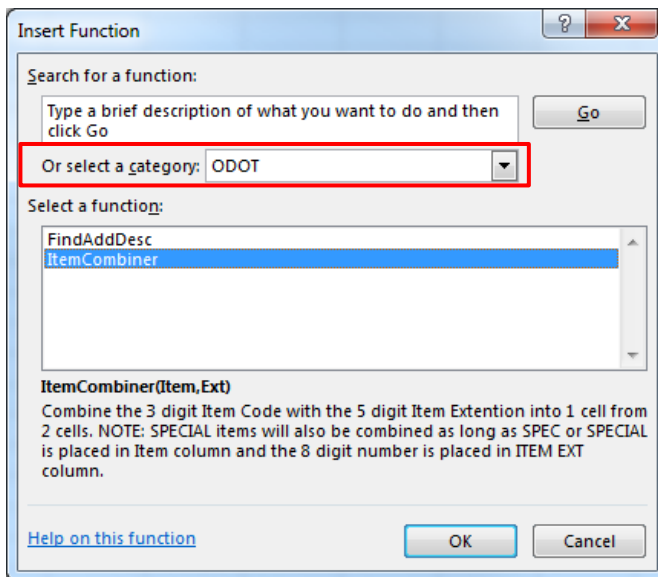 Insert Function
Search for a function:
Type a brief description of what you want to do and then
click Go
Go
Or select a category: ODOT
Select a function:
FindAddDesc
ItemCombiner
ItemCombiner(Item,Ext)
Combine the 3 digit Item Code with the 5 digit Item Extention into 1 cell from
2 cells. NOTE: SPECIAL items will also be combined as long as SPEC or SPECIAL
is placed in Item column and the 8 digit number is placed in ITEM EXT
column.
Help on this function
OK
Cancel